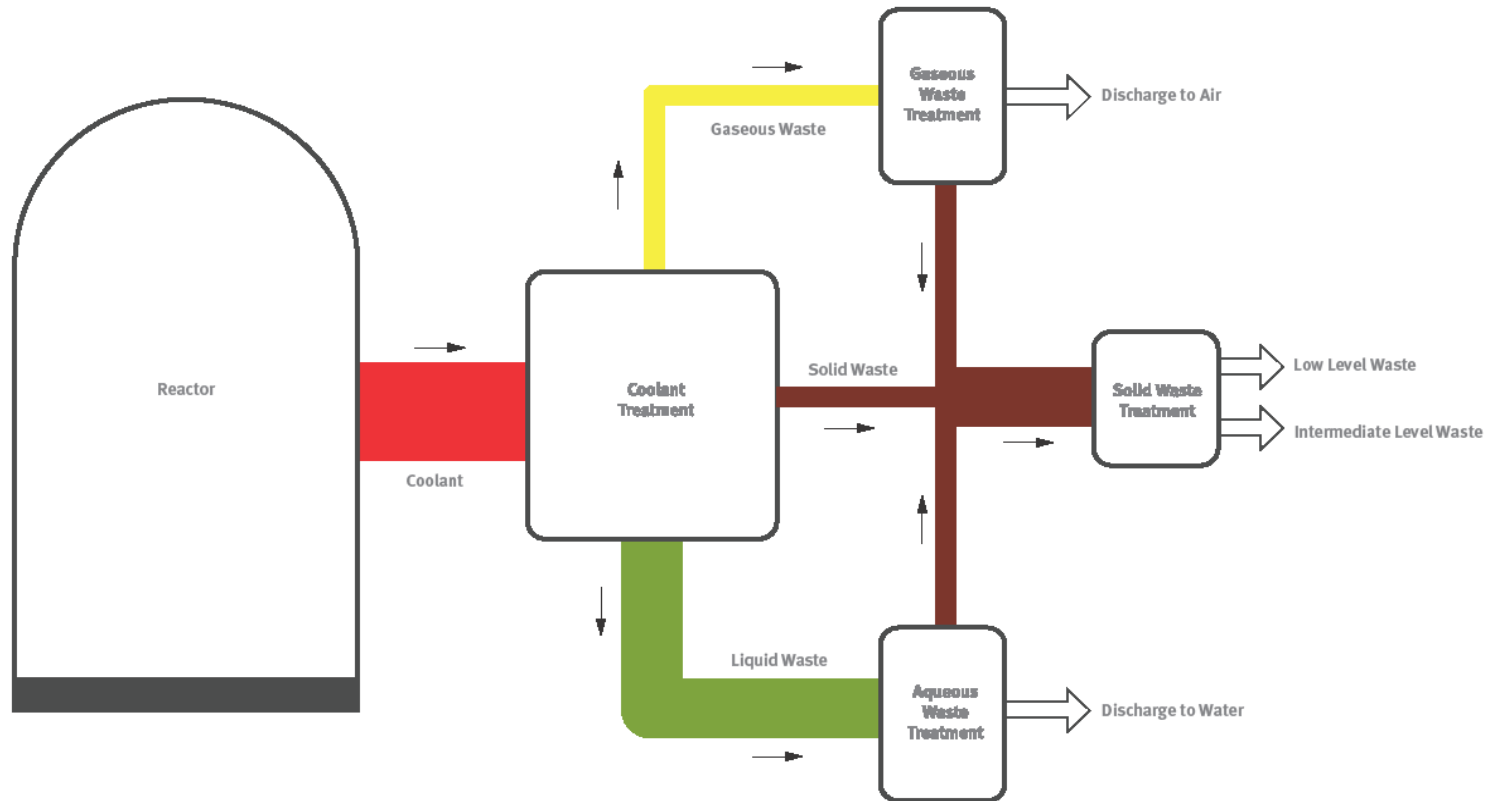 Gaseous
Waste
Treatment
Discharge to Air
Gaseous Waste
Reactor
Coolant
Coolant
Treatment
Solid Waste
Solid Waste
Treatment
Low Level Waste
Intermediate Level Waste
Liquid Waste
Aqueous
Waste
Treatment
Discharge to Water